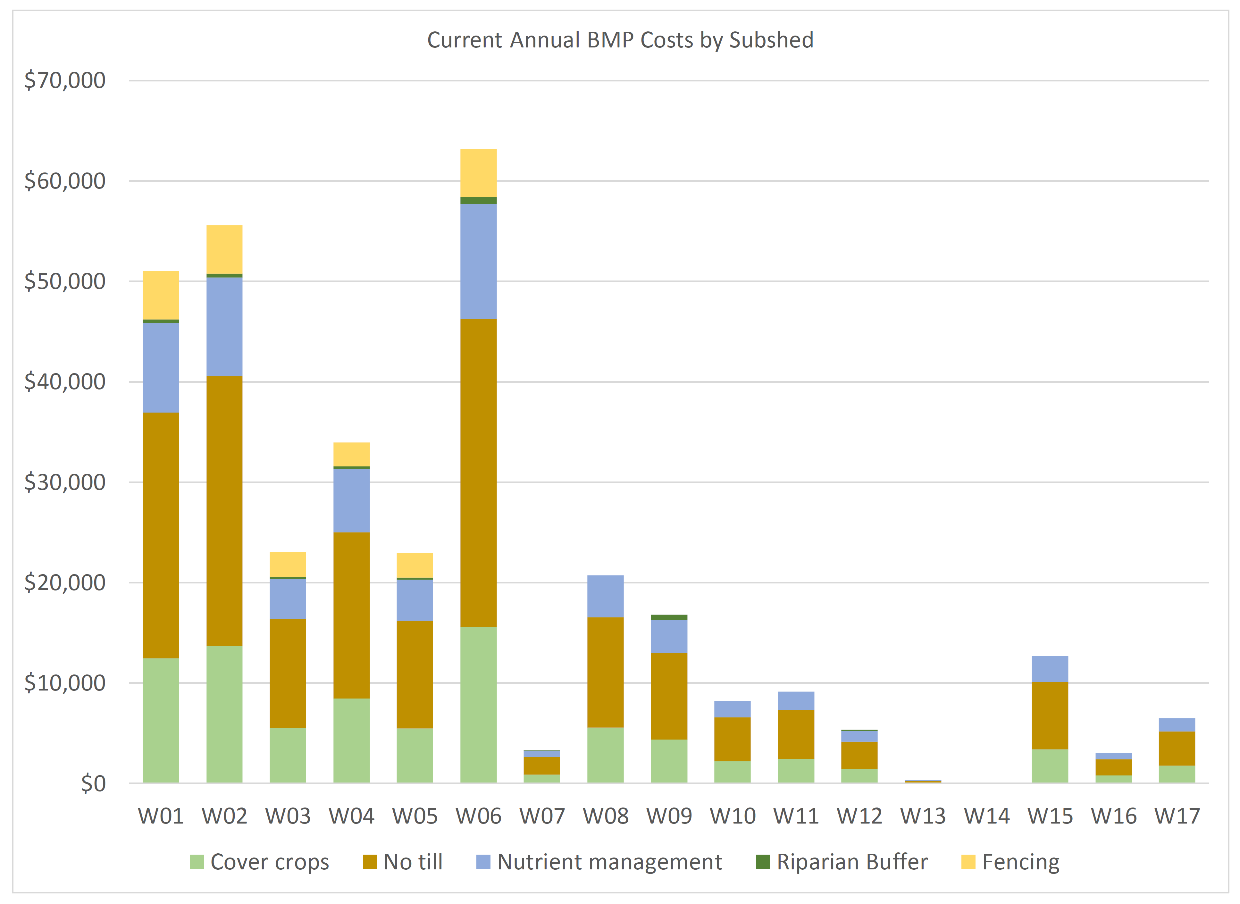 Current Annual BMP Costs by Subshed
$70,000
$60,000
$50,000
$40,000
$30,000
$20,000
$10,000
$0
W01 W02 W03 W04 W05 W06 W07 W08 W09 W10 W11 W12 W13 W14 W15 W16 W17
Cover crops No till Nutrient management Riparian Buffer Fencing